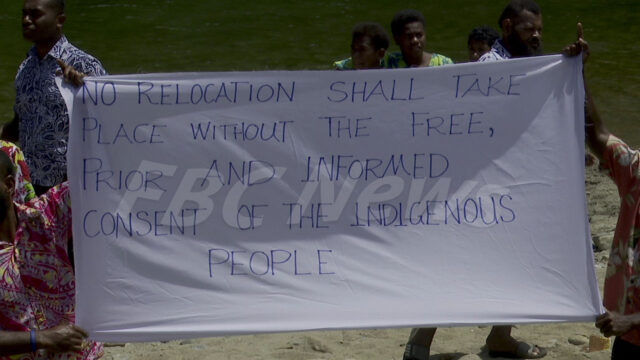 NO RELOCATION SHALL TAKE
PLACE WITHOUT THE FREE,
PRIOR AND INFORMED
CONSENT OF THE INDIGENOUS
PEOPLE
FBC News